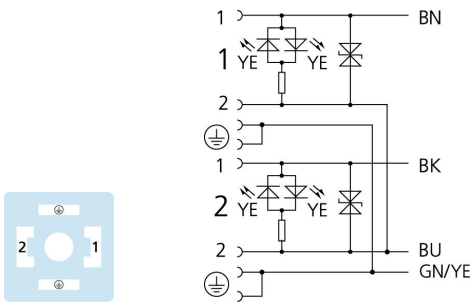 1 BN
1 YE YE
2
1 BK
2 YE YE
2 BU
GN/YE
2 1